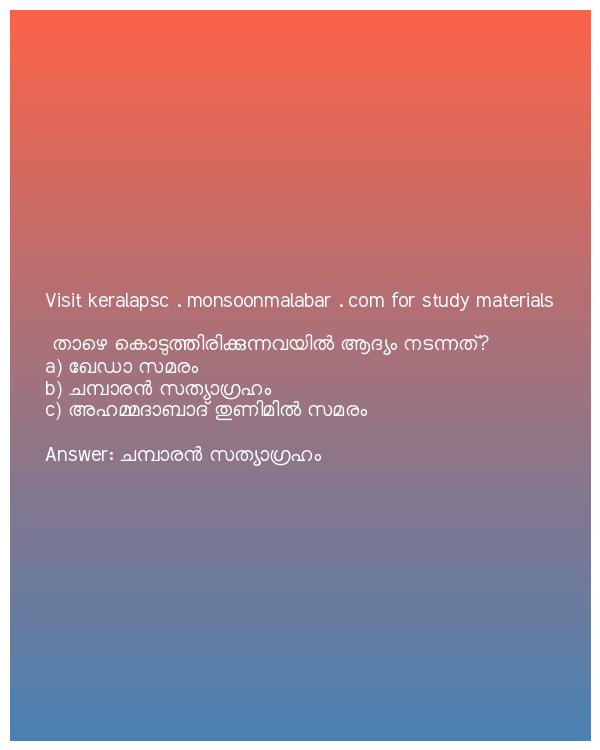 Visit keralapsc . monsoonmalabar . com for study materials
താഴെ കൊടുത്തിരിക്കുന്നവയിൽ ആദ്യം നടന്നത്?
a) ഖേഡാ സമരം
b) ചമ്പാരൻ സത്യാഗ്രഹം
c) അഹമ്മദാബാദ് തുണിമിൽ സമരം
Answer: ചമ്പാരൻ സത്യാഗ്രഹം